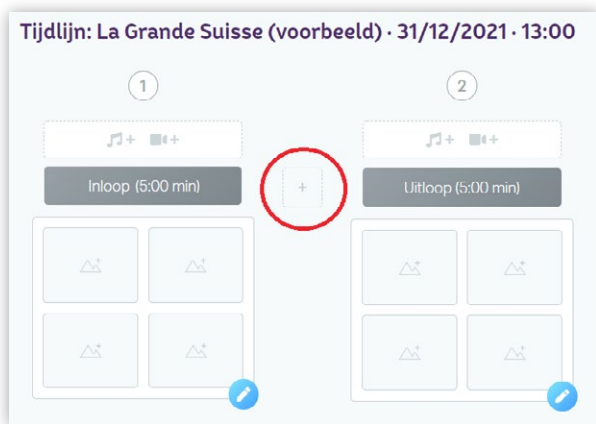 Tijdlijn: La Grande Suisse (voorbeeld) · 31/12/2021 · 13:00
1
2
Inloop (5:00 min)
+
Uitloop (5:00 min)